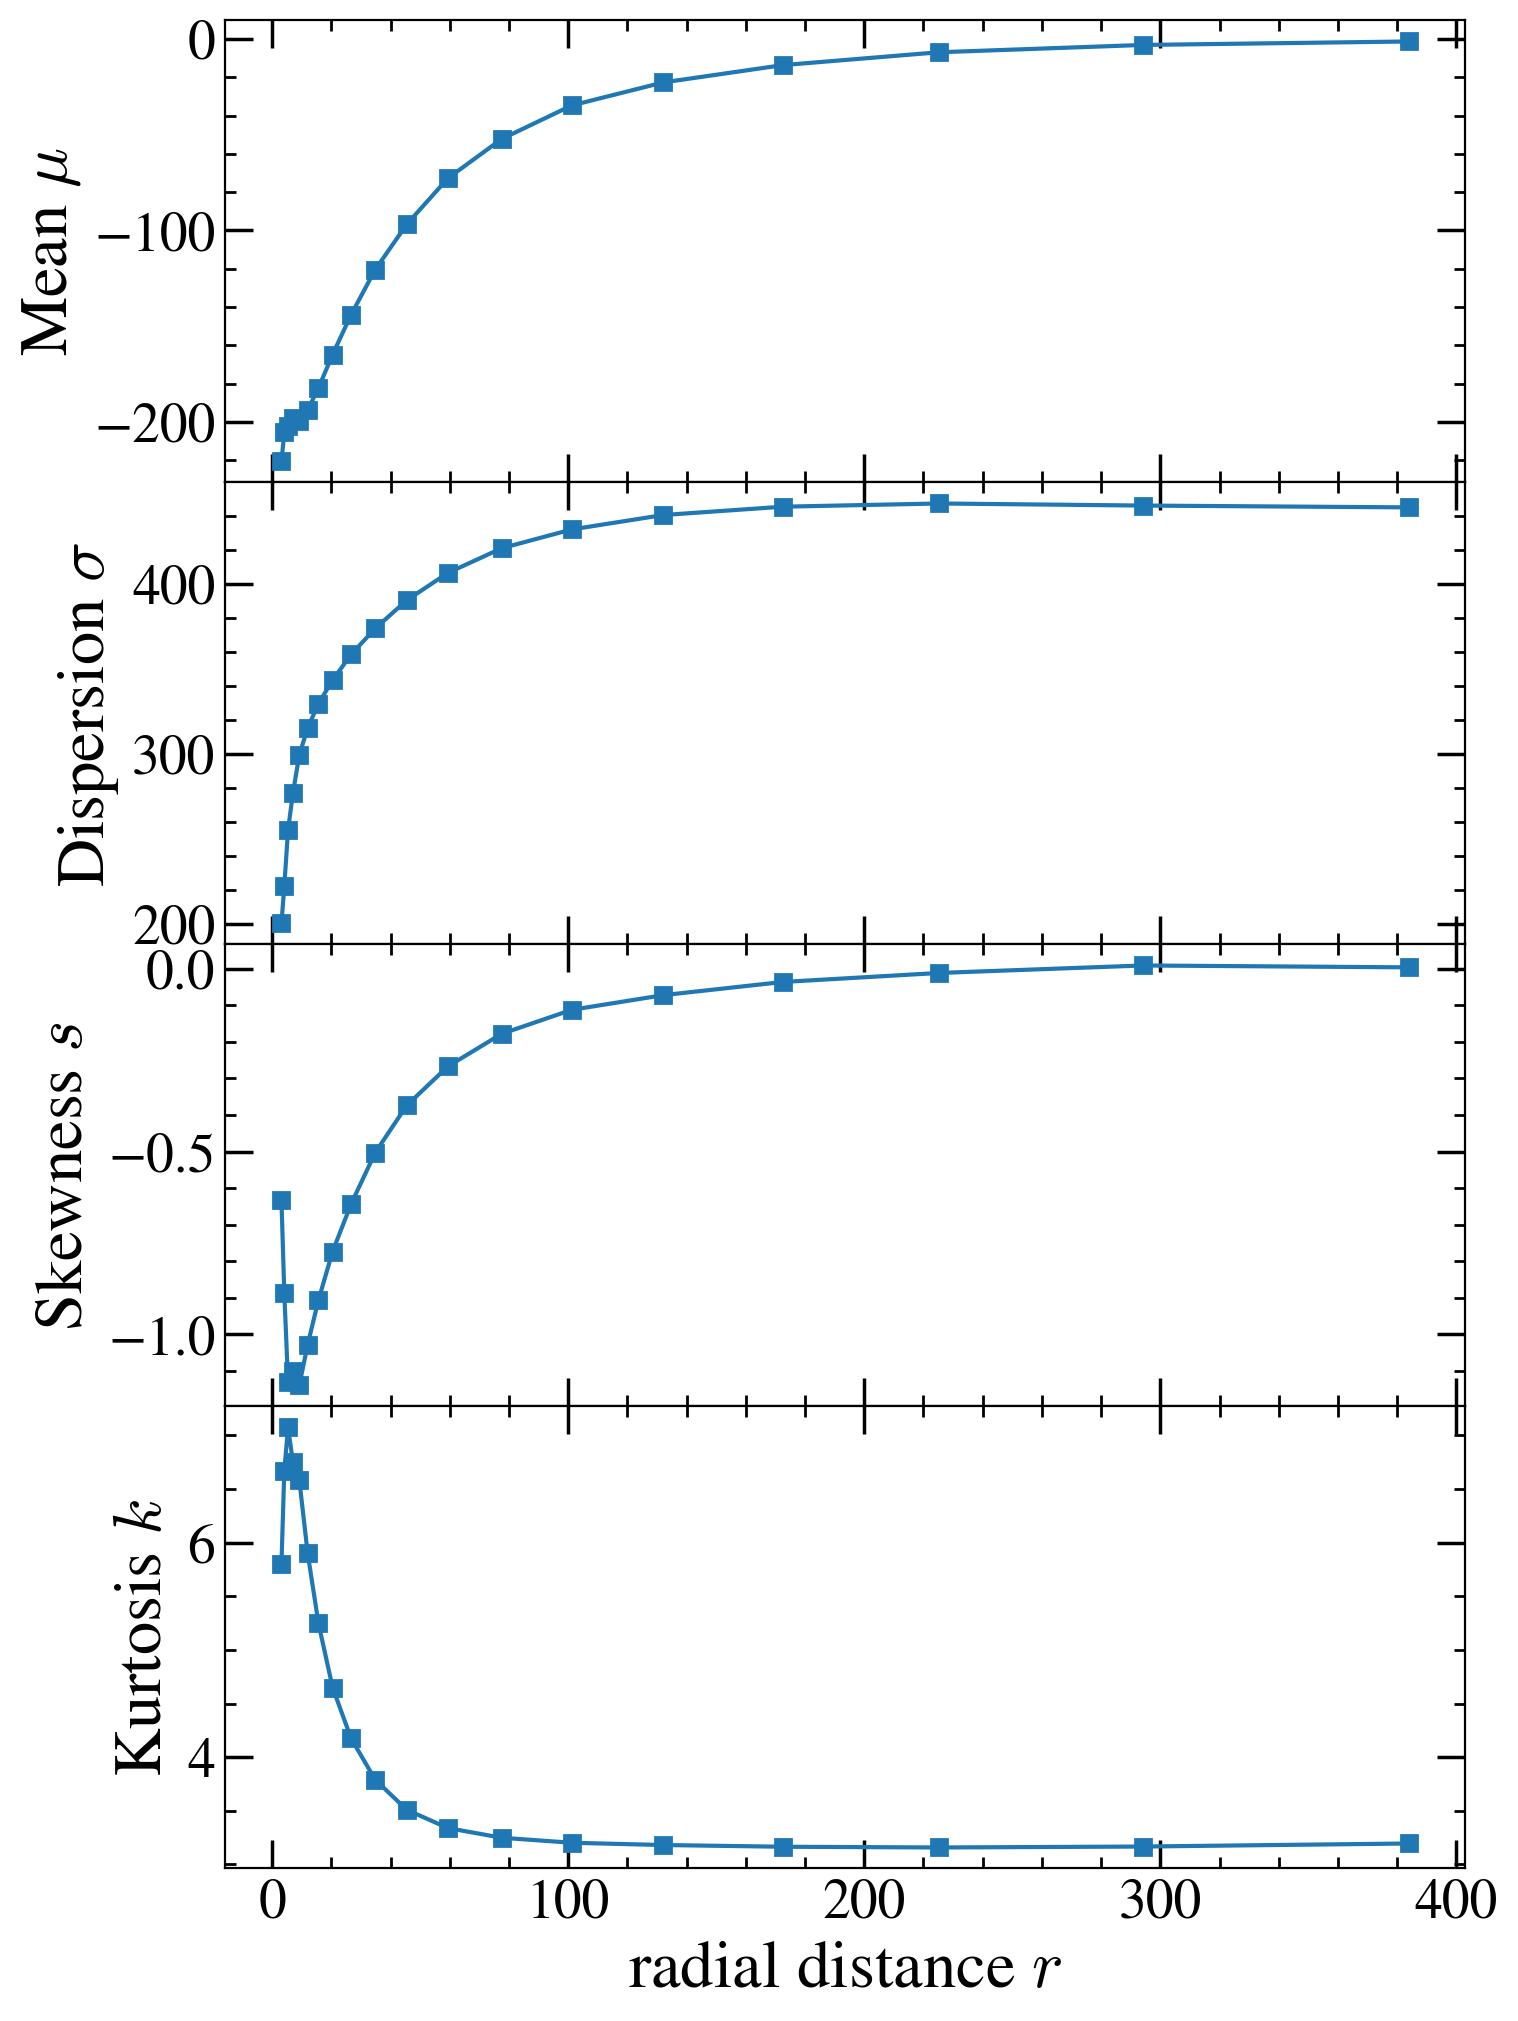 Mean μ
0
−100
−200
Dispersion σ
400
300
200
Skewness s
0.0
−0.5
−1.0
Kurtosis k
6
4
0 100 200 300 400
radial distance r